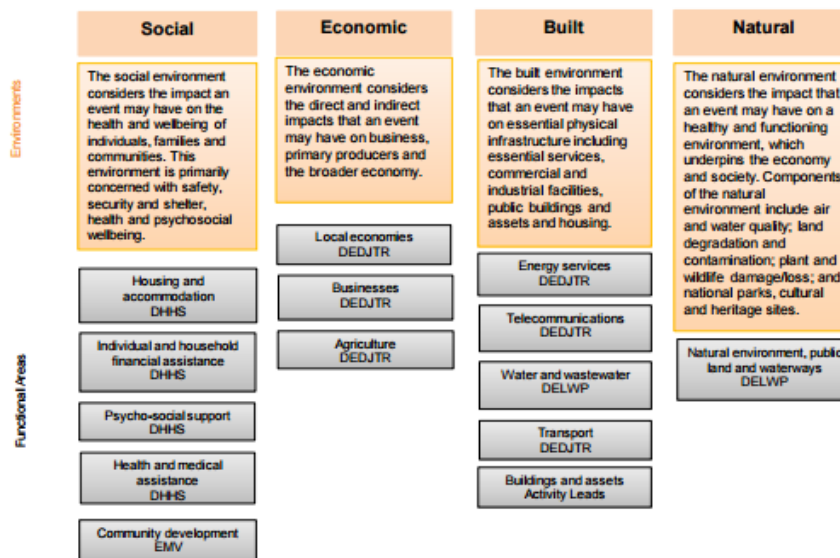 Social
Economic
Built
Natural
Environments
The social environment
considers the impact an
event may have on the
health and wellbeing of
individuals, families and
communities. This
environment is primarily
concerned with safety,
security and shelter,
health and psychosocial
wellbeing.
The economic
environment considers
the direct and indirect
impacts that an event
may have on business,
primary producers and
the broader economy.
The built environment
considers the impacts
that an event may have
on essential physical
infrastructure including
essential services,
commercial and
industrial facilities,
public buildings and
assets and housing.
The natural environment
considers the impact that
an event may have on a
healthy and functioning
environment, which
underpins the economy
and society. Components
of the natural
environment include air
and water quality; land
degradation and
contamination; plant and
wildlife damage/loss; and
national parks, cultural
and heritage sites.
Functional Areas
Housing and
accommodation
DHHS
Individual and household
financial assistance
DHHS
Psycho-social support
DHHS
Health and medical
assistance
DHHS
Community development
EMV
Local economies
DEDJTR
Businesses
DEDJTR
Agriculture
DEDJTR
Energy services
DEDJTR
Telecommunications
DEDJTR
Water and wastewater
DELWP
Transport
DEDJTR
Buildings and assets
Activity Leads
Natural environment, public
land and waterways
DELWP